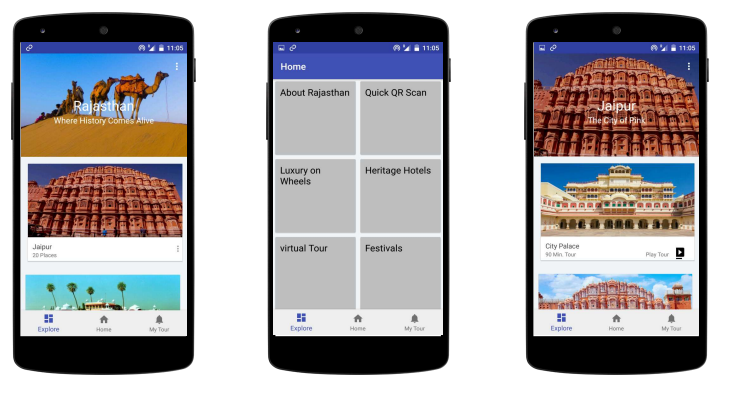 11:05
Rajasthan
Where History Comes Alive
Jaipur
20 Places
Explore Home My Tour
11:05
Home
About Rajasthan Quick QR Scan
Luxury on Heritage Hotels
Wheels
virtual Tour Festivals
Explore Home My Tour
11:05
Jaipur
The City of Pink
City Palace
90 Min. Tour Play Tour
Explore Home My Tour